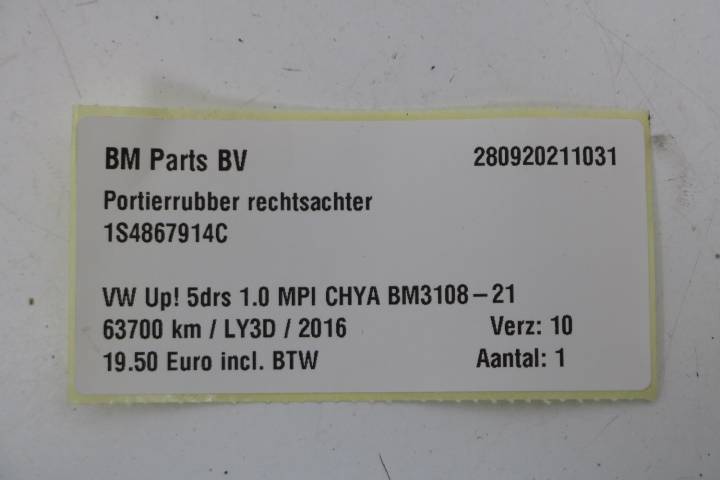 BM Parts BV 280920211031
Portierrubber rechtsachter
1S4867914C
VW Up! 5drs 1.0 MPI CHYA BM3108-21
63700 km / LY3D / 2016 Verz: 10
19.50 Euro incl. BTW Aantal: 1